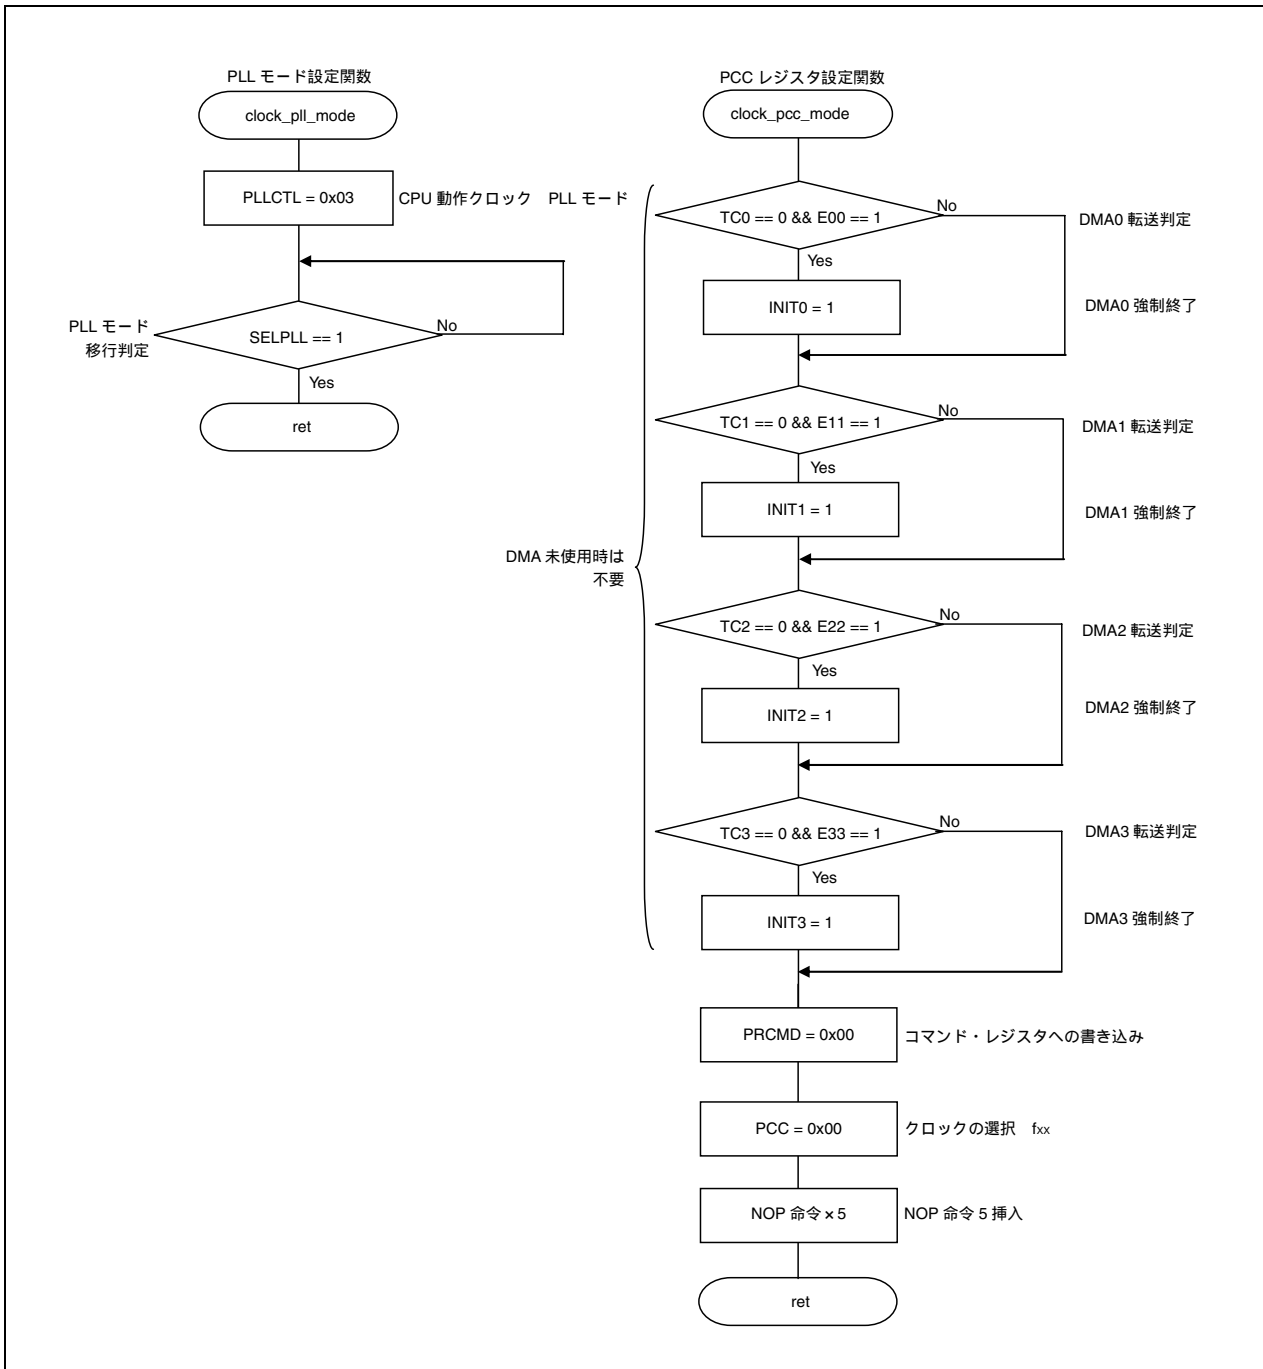 PLL モード設定関数
clock_pll_mode
PLLCTL = 0x03
CPU 動作クロック　PLL モード
PLL モード
移行判定
SELPLL == 1
No
Yes
ret
PCC レジスタ設定関数
clock_pcc_mode
DMA 未使用時は
不要
TC0 == 0 && E00 == 1
No
DMA0 転送判定
Yes
INIT0 = 1
DMA0 強制終了
TC1 == 0 && E11 == 1
No
DMA1 転送判定
Yes
INIT1 = 1
DMA1 強制終了
TC2 == 0 && E22 == 1
No
DMA2 転送判定
Yes
INIT2 = 1
DMA2 強制終了
TC3 == 0 && E33 == 1
No
DMA3 転送判定
Yes
INIT3 = 1
DMA3 強制終了
PRCMD = 0x00
コマンド・レジスタへの書き込み
PCC = 0x00
クロックの選択　fxx
NOP 命令 × 5
NOP 命令 5 挿入
ret